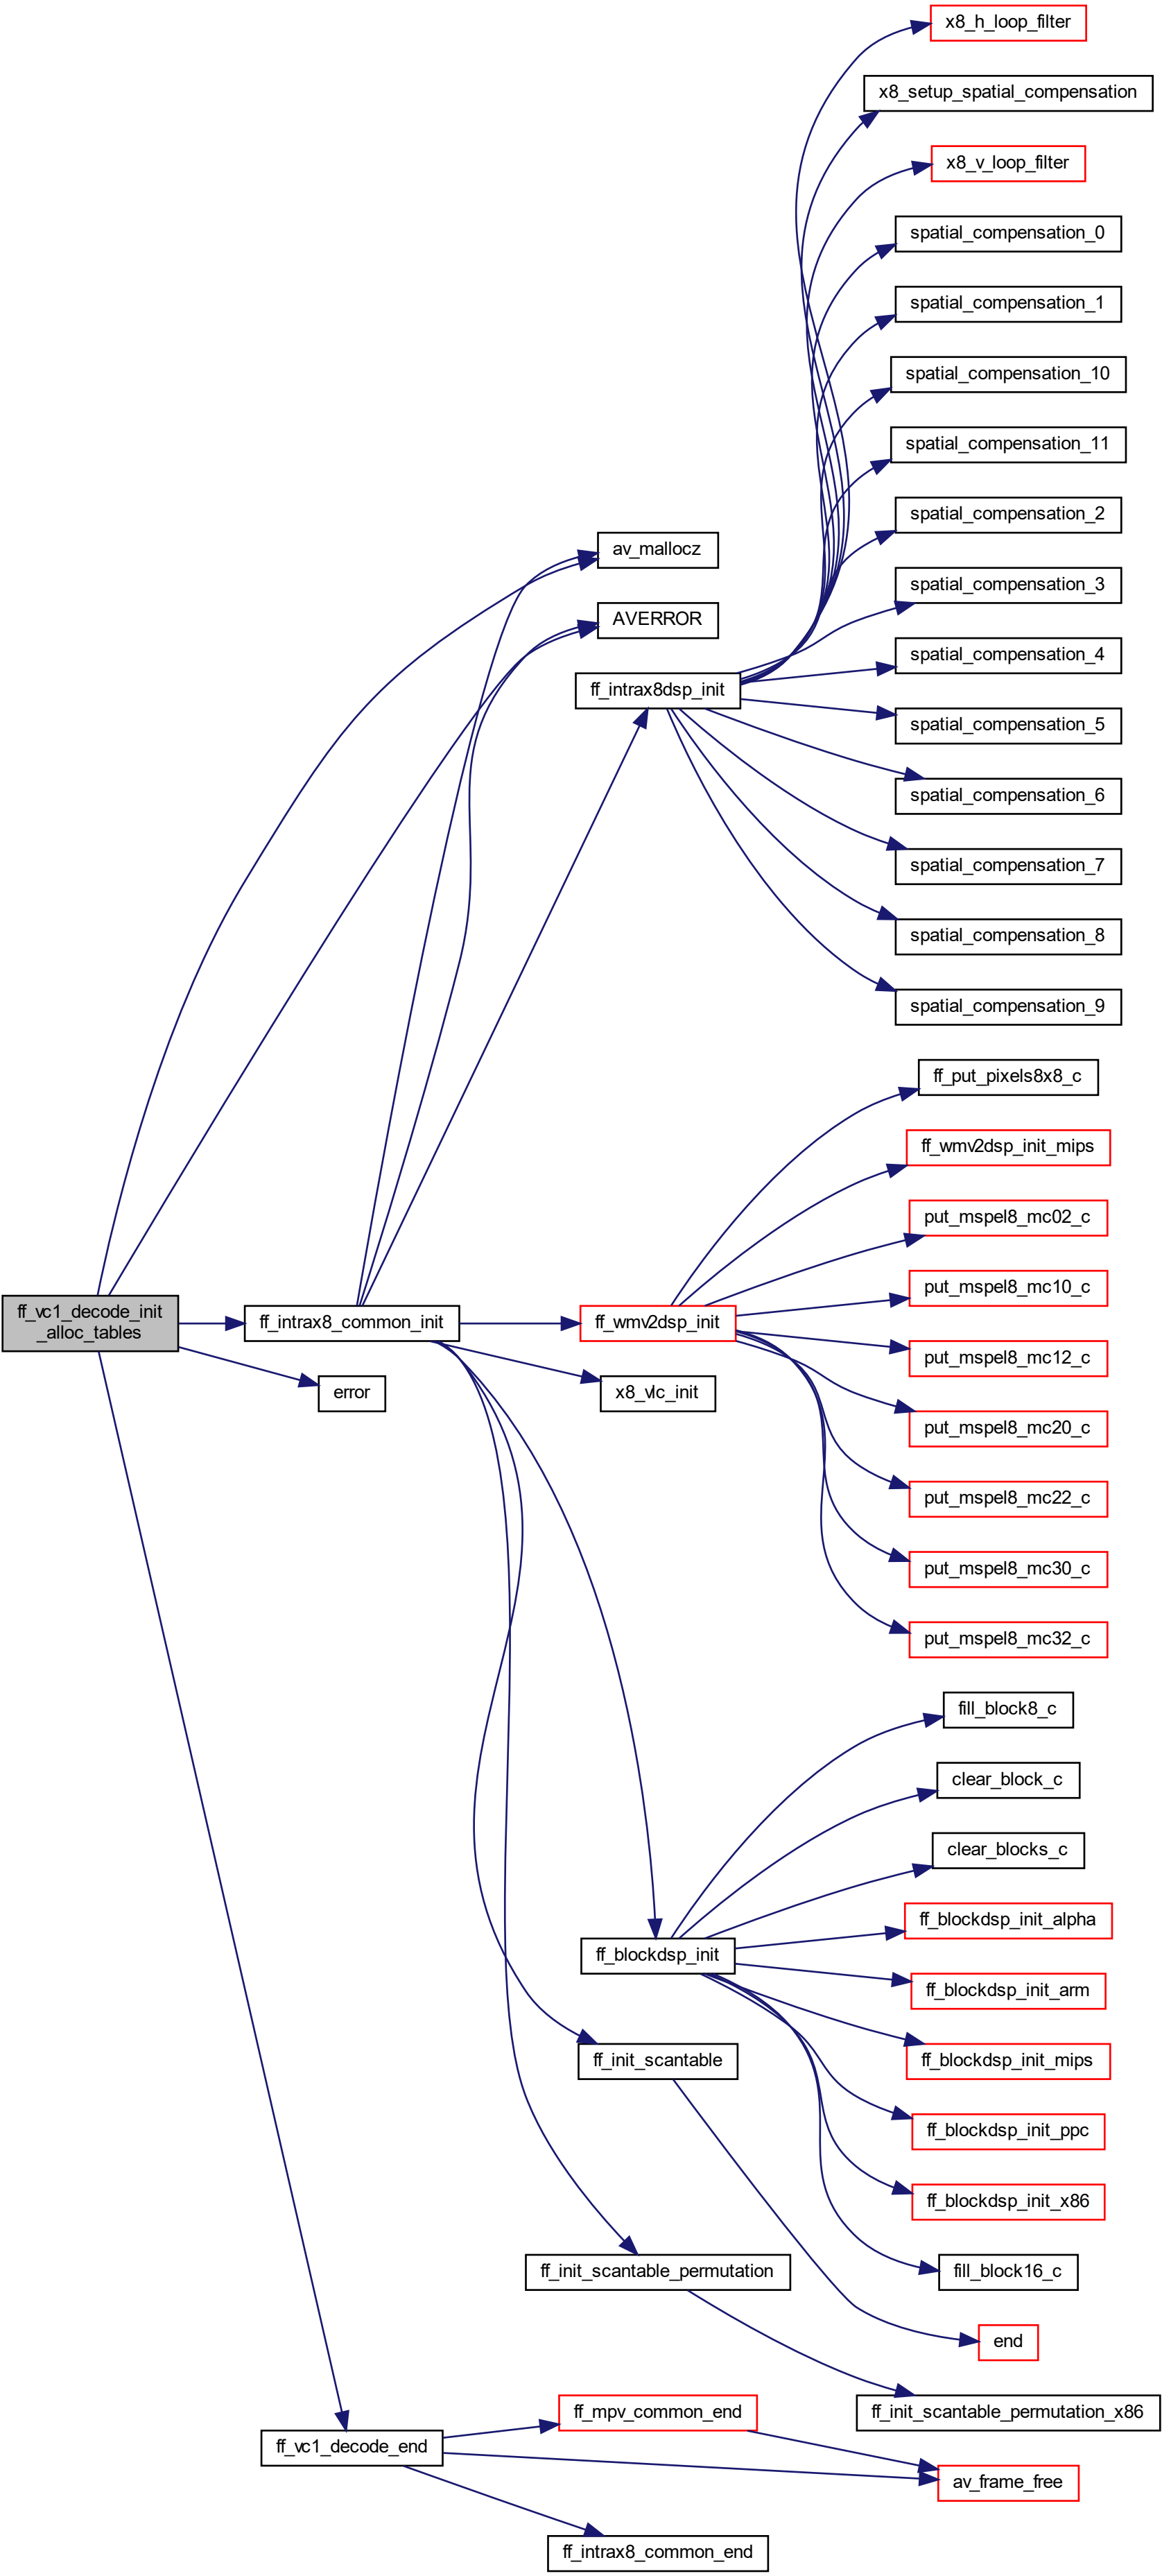 x8_h_loop_filter
x8_setup_spatial_compensation
x8_v_loop_filter
spatial_compensation_0
spatial_compensation_1
spatial_compensation_10
spatial_compensation_11
spatial_compensation_2
av_mallocz
spatial_compensation_3
AVERROR
spatial_compensation_4
ff_intrax8dsp_init
spatial_compensation_5
spatial_compensation_6
spatial_compensation_7
spatial_compensation_8
spatial_compensation_9
ff_put_pixels8x8_c
ff_wmv2dsp_init_mips
put_mspel8_mc02_c
put_mspel8_mc10_c
ff_vc1_decode_init
_alloc_tables
ff_intrax8_common_init
ff_wmv2dsp_init
put_mspel8_mc12_c
error
x8_vlc_init
put_mspel8_mc20_c
put_mspel8_mc22_c
put_mspel8_mc30_c
put_mspel8_mc32_c
fill_block8_c
clear_block_c
clear_blocks_c
ff_blockdsp_init_alpha
ff_blockdsp_init
ff_blockdsp_init_arm
ff_init_scantable
ff_blockdsp_init_mips
ff_blockdsp_init_ppc
ff_blockdsp_init_x86
ff_init_scantable_permutation
fill_block16_c
end
ff_mpv_common_end
ff_init_scantable_permutation_x86
ff_vc1_decode_end
av_frame_free
ff_intrax8_common_end